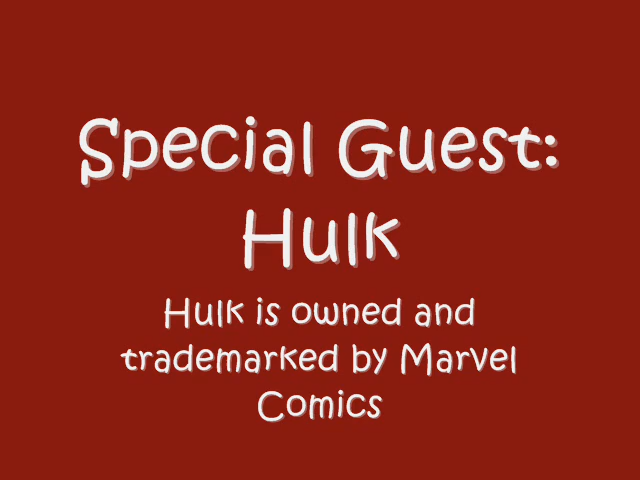 Special Guest:
Hulk
Hulk is owned and
trademarked by Marvel
Comics